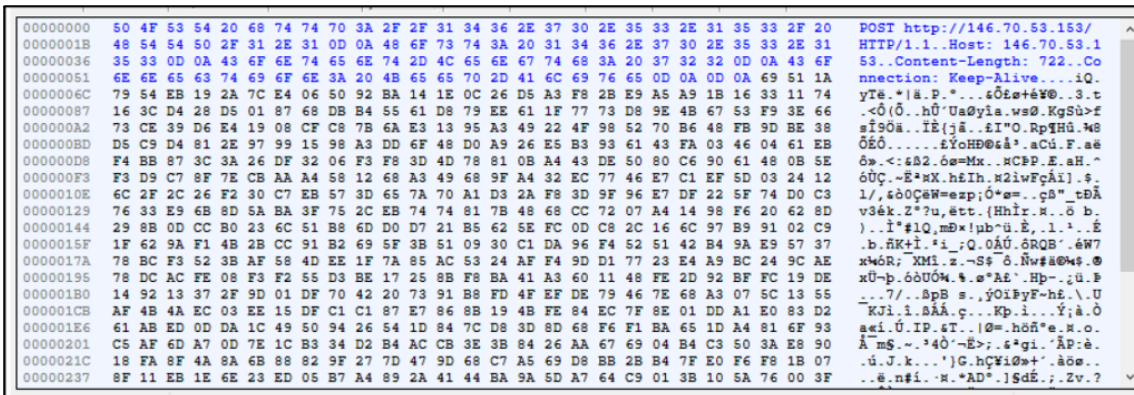 00000000 50 4F 53 54 20 68 74 74 70 3A 2F 2F 31 34 36 2E 37 30 2E 35 33 2E 31 35 33 2F 20 POST http://146.70.53.153/
0000001B 48 54 54 50 2F 31 2E 31 0D 0A 48 6F 73 74 3A 20 31 34 36 2E 37 30 2E 35 33 2E 31 HTTP/1.1..Host: 146.70.53.1
00000036 35 33 0D 0A 43 6F 6E 74 65 6E 74 2D 4C 65 6E 67 74 68 3A 20 37 32 32 0D 0A 43 6F 53..Content-Length: 722..Co
00000051 6E 6E 65 63 74 69 6F 6E 3A 20 4B 65 65 70 2D 41 6C 69 76 65 0D 0A 0D 0A 69 51 1A nnection: Keep-Alive....iQ.
0000006C 79 54 EB 19 2A 7C E4 06 50 92 BA 14 1E 0C 26 D5 A3 F8 2B E9 A5 A9 1B 16 33 11 74
00000087 16 3C D4 28 D5 01 87 68 DB B4 55 61 D8 79 EE 61 1F 77 73 D8 9E 4B 67 53 F9 3E 66
000000A2 73 CE 39 D6 E4 19 08 CF C8 7B 6A E3 13 95 A3 49 22 4F 98 52 70 B6 48 FB 9D BE 38
000000BD D5 C9 D4 81 2E 97 99 15 98 A3 DD 6F 48 D0 A9 26 E5 B3 93 61 43 FA 03 46 04 61 EB
000000D8 F4 BB 87 3C 3A 26 DF 32 06 F3 F8 3D 4D 78 81 0B A4 43 DE 50 80 C6 90 61 48 0B 5E
000000F3 F3 D9 C7 8F 7E CB AA A4 58 12 68 A3 49 68 9F A4 32 EC 77 46 E7 C1 EF 5D 03 24 12
0000010E 6C 2F 2C 26 F2 30 C7 EB 57 3D 65 7A 70 A1 D3 2A F8 3D 9F 96 E7 DF 22 5F 74 D0 C3
00000129 76 33 E9 6B 8D 5A BA 3F 75 2C EB 74 74 81 7B 48 68 CC 72 07 A4 14 98 F6 20 62 8D
00000144 29 8B 0D CC B0 23 6C 51 B8 6D D0 D7 21 B5 62 5E FC 0D C8 2C 16 6C 97 B9 91 02 C9
0000015F 1F 62 9A F1 4B 2B CC 91 B2 69 5F 3B 51 09 30 C1 DA 96 F4 52 51 42 B4 9A E9 57 37
0000017A 78 BC F3 52 3B AF 58 4D EE 1F 7A 85 AC 53 24 AF F4 9D D1 77 23 E4 A9 BC 24 9C AE
00000195 78 DC AC FE 08 F3 F2 55 D3 BE 17 25 8B F8 BA 41 A3 60 11 48 FE 2D 92 BF FC 19 DE
000001B0 14 92 13 37 2F 9D 01 DF 70 42 20 73 91 B8 FD 4F EF DE 79 46 7E 68 A3 07 5C 13 55
000001CB AF 4B 4A EC 03 EE 15 DF C1 C1 87 E7 86 8B 19 4B FE 84 EC 7F 8E 01 DD A1 E0 83 D2
000001E6 61 AB ED 0D DA 1C 49 50 94 26 54 1D 84 7C D8 3D 8D 68 F6 F1 BA 65 1D A4 81 6F 93
00000201 C5 AF 6D A7 0D 7E 1C B3 34 D2 B4 AC CB 3E 3B 84 26 AA 67 69 04 B4 C3 50 3A E8 90
0000021C 18 FA 8F 4A 8A 6B 88 82 9F 27 7D 47 9D 68 C7 A5 69 D8 BB 2B B4 7F E0 F6 F8 1B 07
00000237 8F 11 EB 1E 6E 23 ED 05 B7 A4 89 2A 41 44 BA 9A 5D A7 64 C9 01 3B 10 5A 76 00 3F